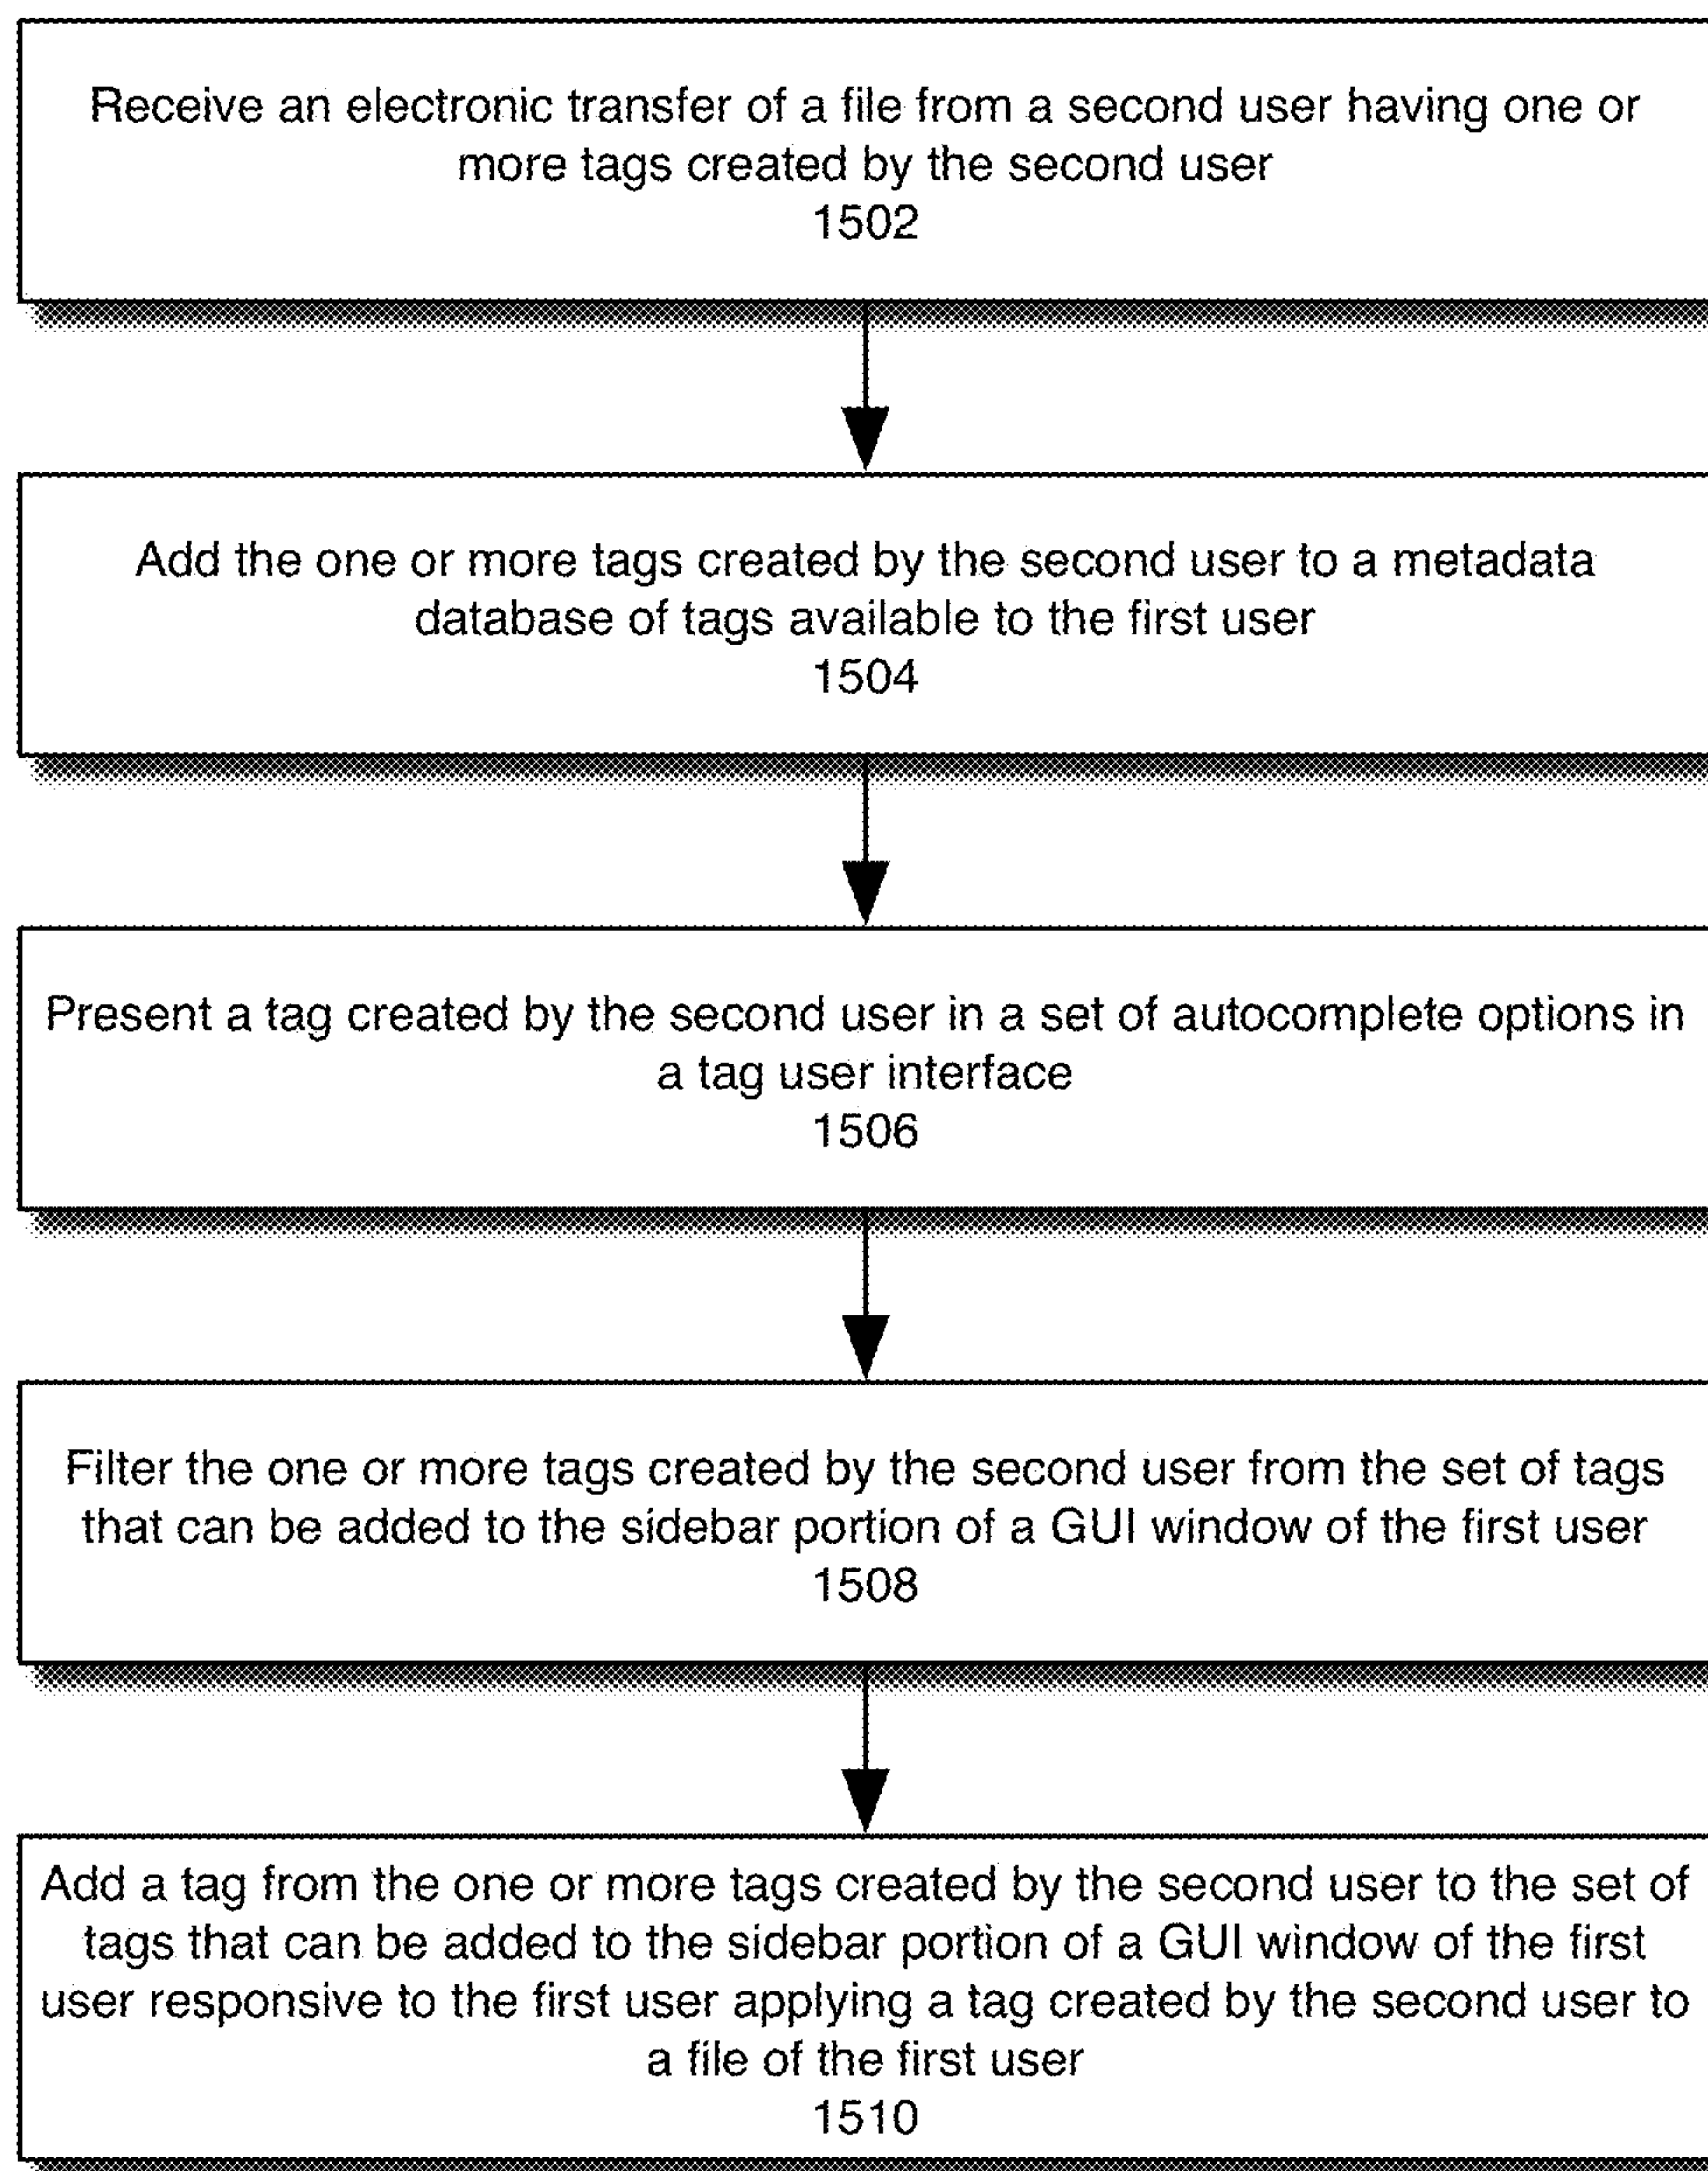 Receive an electronic transfer of a file from a second user having one or
more tags created by the second user
1502
Add the one or more tags created by the second user to a metadata
database of tags available to the first user
1504
Present a tag created by the second user in a set of autocomplete options in
a tag user interface
1506
Filter the one or more tags created by the second user from the set of tags
that can be added to the sidebar portion of a GUI window of the first user
1508
Add a tag from the one or more tags created by the second user to the set of
tags that can be added to the sidebar portion of a GUI window of the first
user responsive to the first user applying a tag created by the second user to
a file of the first user
1510